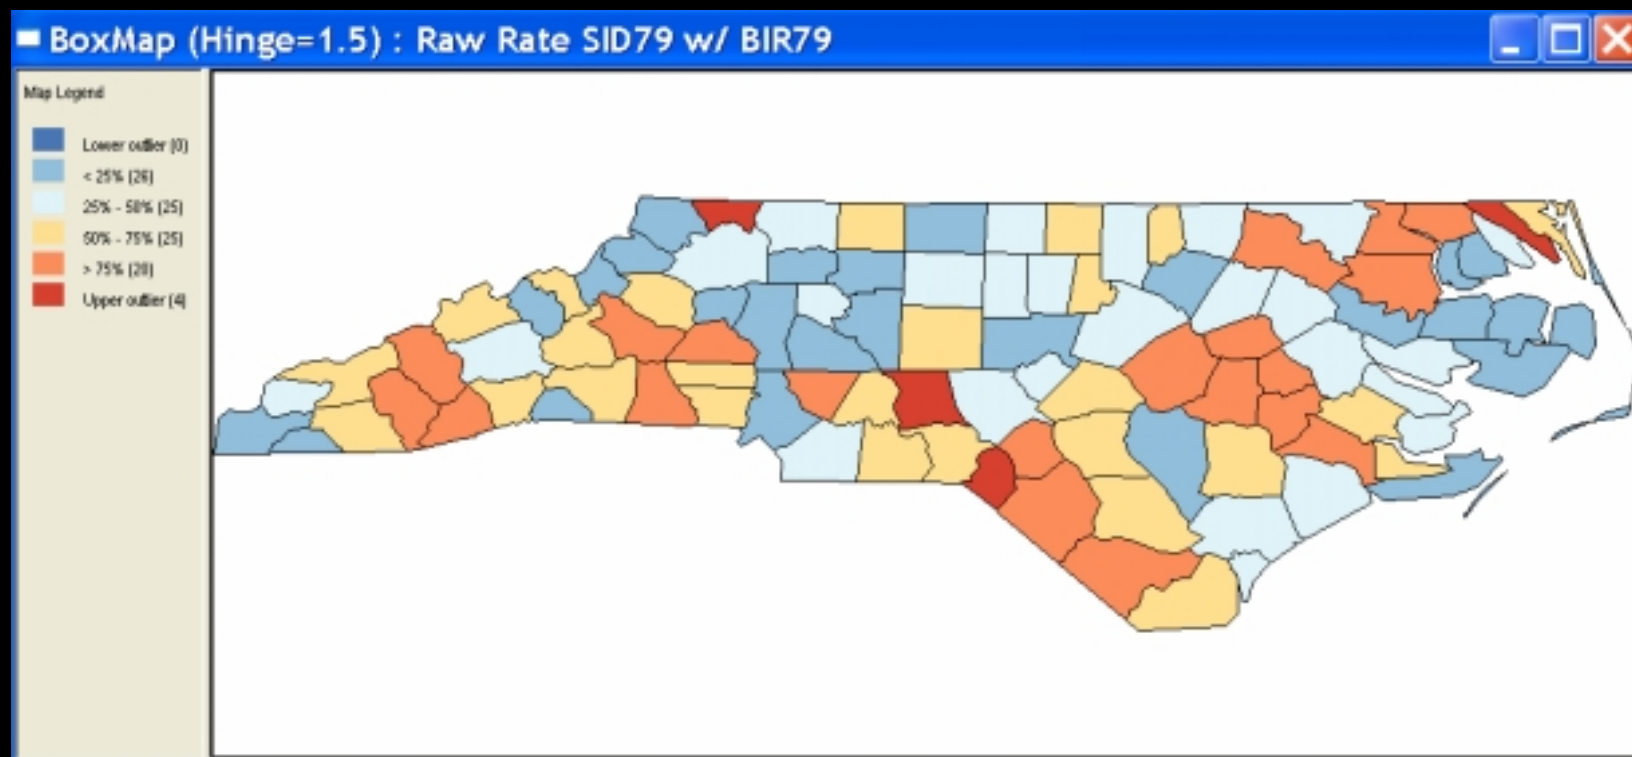 BoxMap (Hinge=1.5) : Raw Rate SID79 w/ BIR79
Map Legend
Lower outlier (0)
< 25% (26)
25% - 50% (25)
50% - 75% (25)
> 75% (20)
Upper outlier (4)